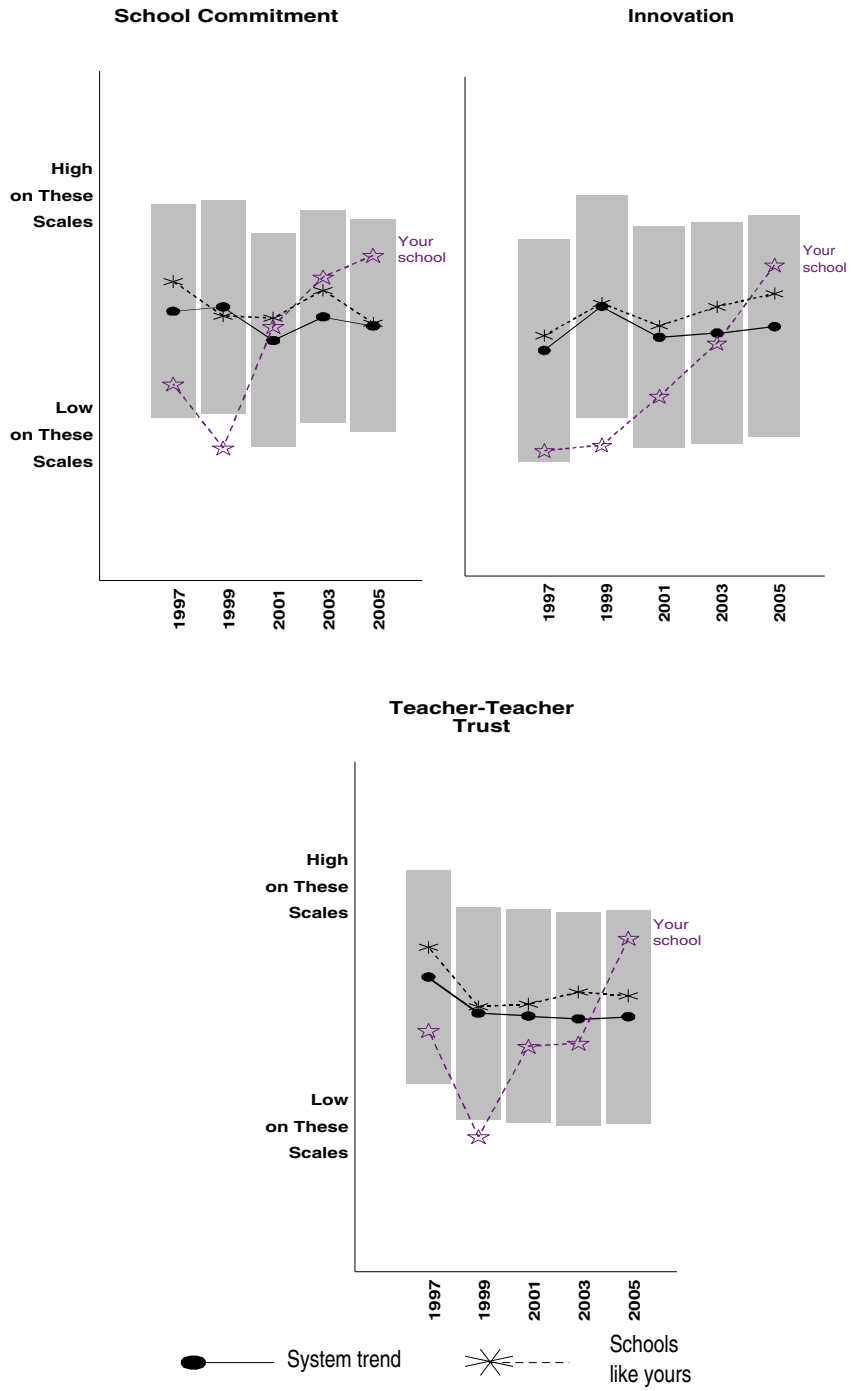 School Commitment
High
on These
Scales
Your
school
Low
on These
Scales
1997
1999
2001
2003
2005
Innovation
Your
school
1997
1999
2001
2003
2005
Teacher-Teacher
Trust
High
on These
Scales
Your
school
Low
on These
Scales
1997
1999
2001
2003
2005
System trend
Schools
like yours